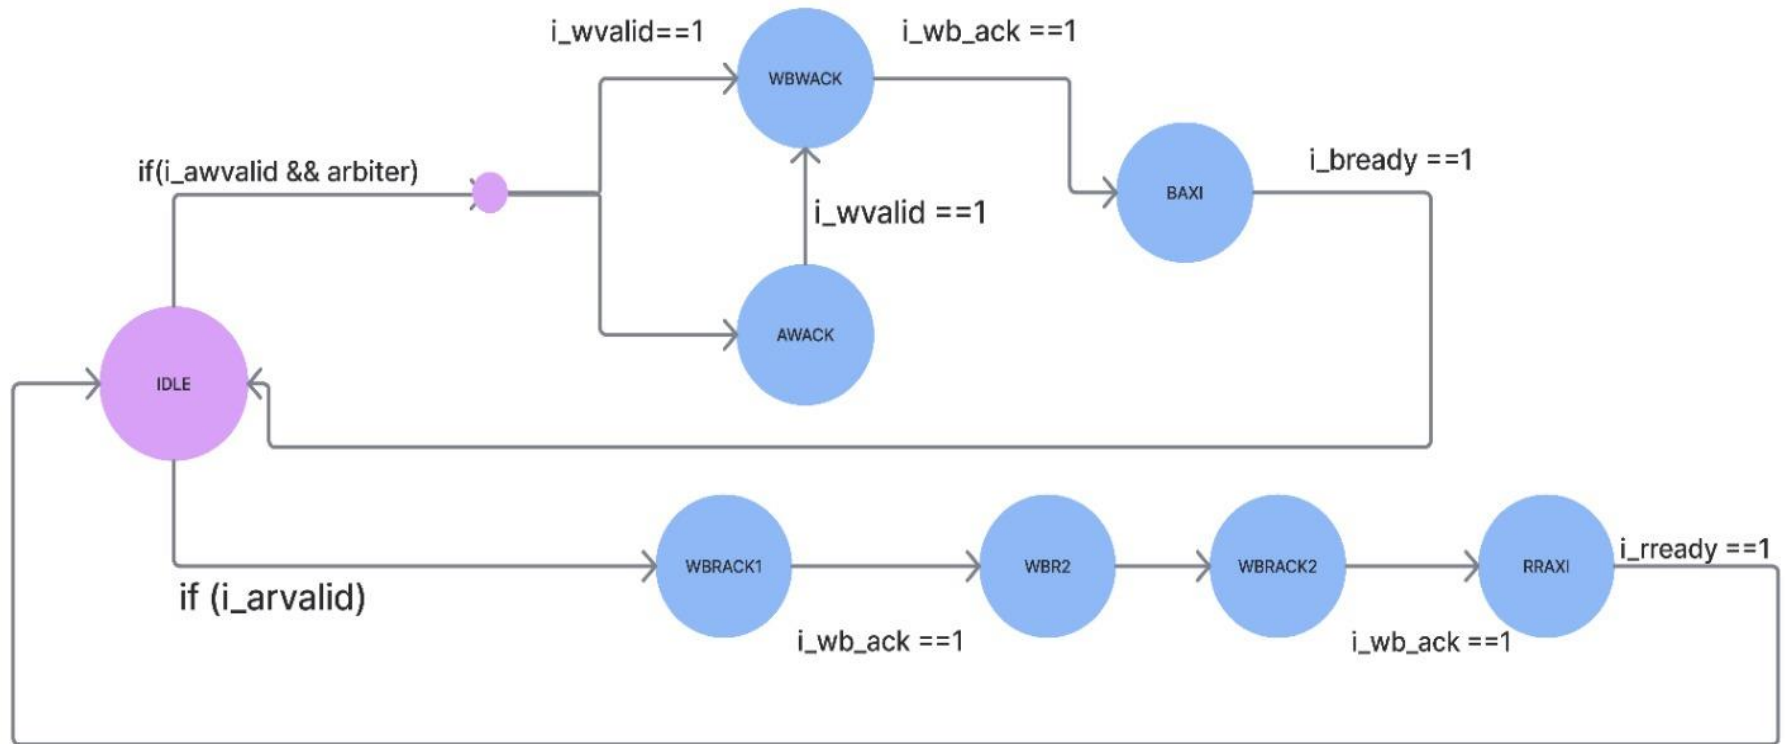 i_wvalid==1
i_wb_ack ==1
WBWACK
if(i_awvalid && arbiter)
i_bready ==1
BAXI
i_wvalid ==1
AWACK
IDLE
i_rready ==1
WBRACK1
WBR2
WBRACK2
RRAXI
if (i_arvalid)
i_wb_ack ==1
i_wb_ack ==1